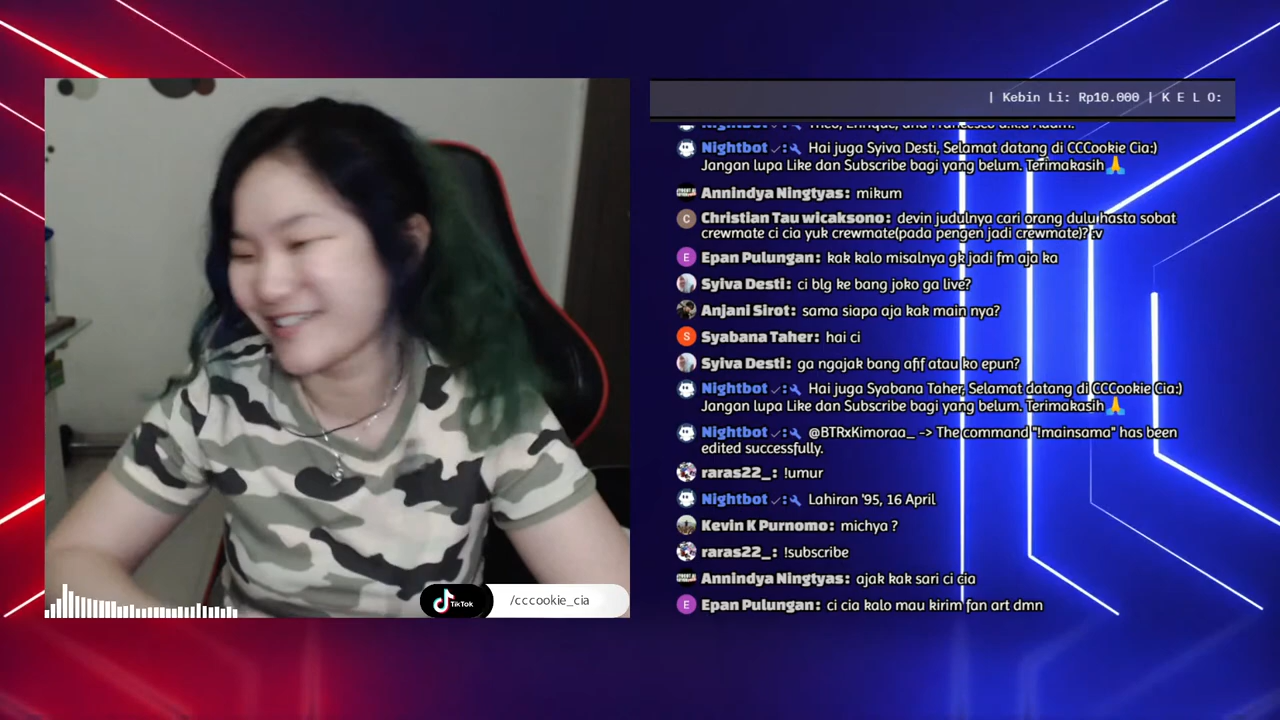 | Kebin Li: Rp10.000 | K E L O:
Nightbot : Theo, Enrique, and Francesco a.k.a Adam.
Nightbot : Hai juga Syiva Desti, Selamat datang di CCCookie Cia:)
Jangan lupa Like dan Subscribe bagi yang belum. Terimakasih 🙏
Annindya Ningtyas: mikum
Christian Tau wicaksono: devin judulnya cari orang dulu hasta sobat
crewmate ci cia yuk crewmate(pada pengen jadi crewmate)? :v
Epan Pulungan: kak kalo misalnya gk jadi fm aja ka
Syiva Desti: ci blg ke bang joko ga live?
Anjani Sirot: sama siapa aja kak main nya?
Syabana Taher: hai ci
Syiva Desti: ga ngajak bang afif atau ko epun?
Nightbot : Hai juga Syabana Taher, Selamat datang di CCCookie Cia:)
Jangan lupa Like dan Subscribe bagi yang belum. Terimakasih 🙏
Nightbot : @BTRxKimoraa_ -> The command "!mainsama" has been
edited successfully.
raras22_: !umur
Nightbot : Lahiran '95, 16 April
Kevin K Purnomo: michya ?
raras22_: !subscribe
Annindya Ningtyas: ajak kak sari ci cia
Epan Pulungan: ci cia kalo mau kirim fan art dmn
TikTok /cccookie_cia